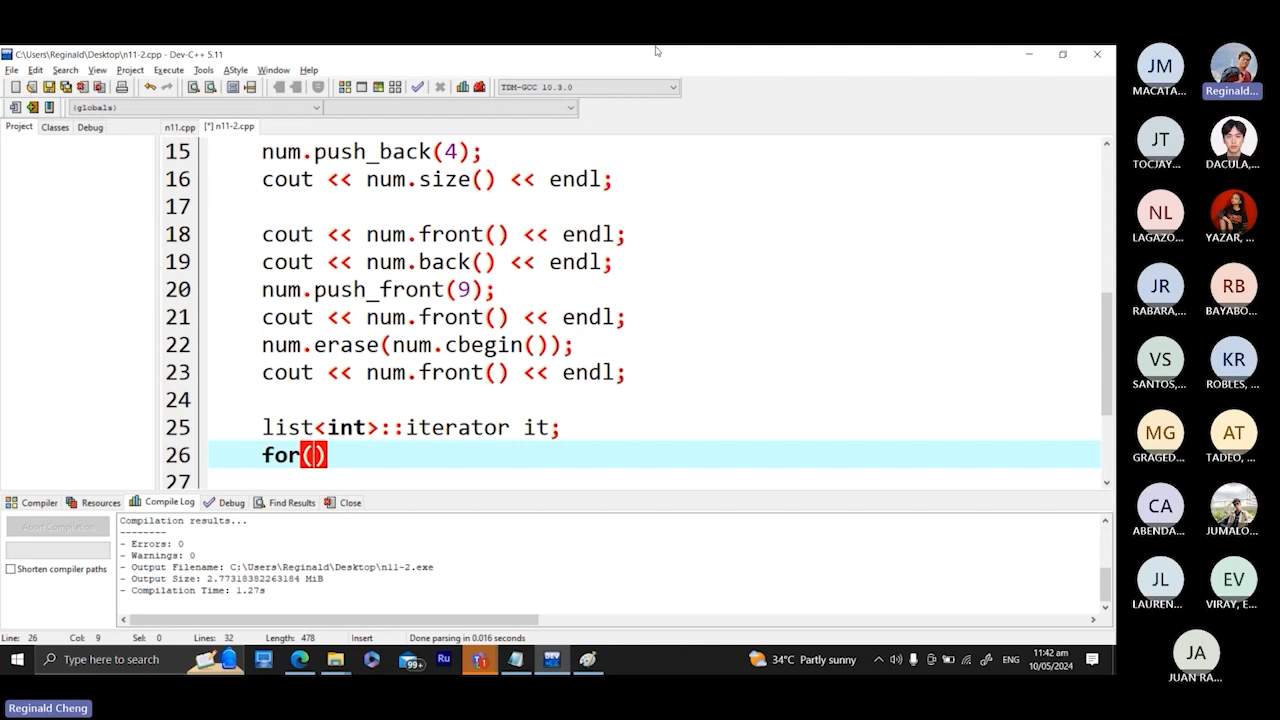 C:\Users\Reginald\Desktop\n11-2.cpp - Dev-C++ 5.11
File Edit Search View Project Execute Tools AStyle Window Help
TDM-GCC 10.3.0
(globals)
Project Classes Debug n11.cpp [*] n11-2.cpp
15 num.push_back(4);
16 cout << num.size() << endl;
17
18 cout << num.front() << endl;
19 cout << num.back() << endl;
20 num.push_front(9);
21 cout << num.front() << endl;
22 num.erase(num.cbegin());
23 cout << num.front() << endl;
24
25 list<int>::iterator it;
26 for()
27
Compiler Resources Compile Log Debug Find Results Close
Abort Compilation
Shorten compiler paths
Compilation results...
--------
- Errors: 0
- Warnings: 0
- Output Filename: C:\Users\Reginald\Desktop\n11-2.exe
- Output Size: 2.77318382263184 MiB
- Compilation Time: 1.27s
Line: 26 Col: 9 Sel: 0 Lines: 32 Length: 478 Insert Done parsing in 0.016 seconds
Type here to search
99+
Ru
T 1
DEV
34°C Partly sunny
ENG
11:42 am
10/05/2024
Reginald Cheng
JM
MACATA...
Reginald...
JT
TOCJAY...
DACULA,...
NL
LAGAZO...
YAZAR, ...
JR
RABARA,...
RB
BAYABO...
VS
SANTOS,...
KR
ROBLES, ...
MG
GRAGED...
AT
TADEO, ...
CA
ABENDA...
JUMALO...
JL
LAUREN...
EV
VIRAY, E...
JA
JUAN RA...